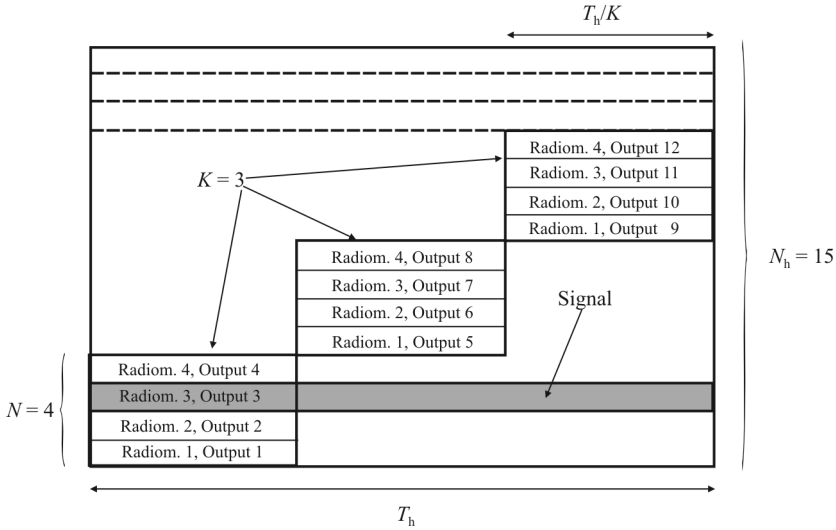 T_h/K
Radiom. 4, Output 12
K = 3
Radiom. 3, Output 11
Radiom. 2, Output 10
Radiom. 1, Output 9
Radiom. 4, Output 8
N_h = 15
Radiom. 3, Output 7
Signal
Radiom. 2, Output 6
Radiom. 1, Output 5
Radiom. 4, Output 4
Radiom. 3, Output 3
N = 4
Radiom. 2, Output 2
Radiom. 1, Output 1
T_h